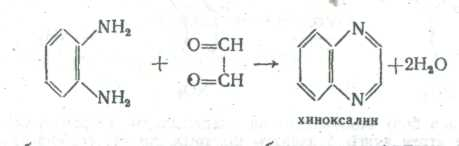 NH₂ O=CH N
+ → +2H₂O
NH₂ O=CH N
хиноксалин